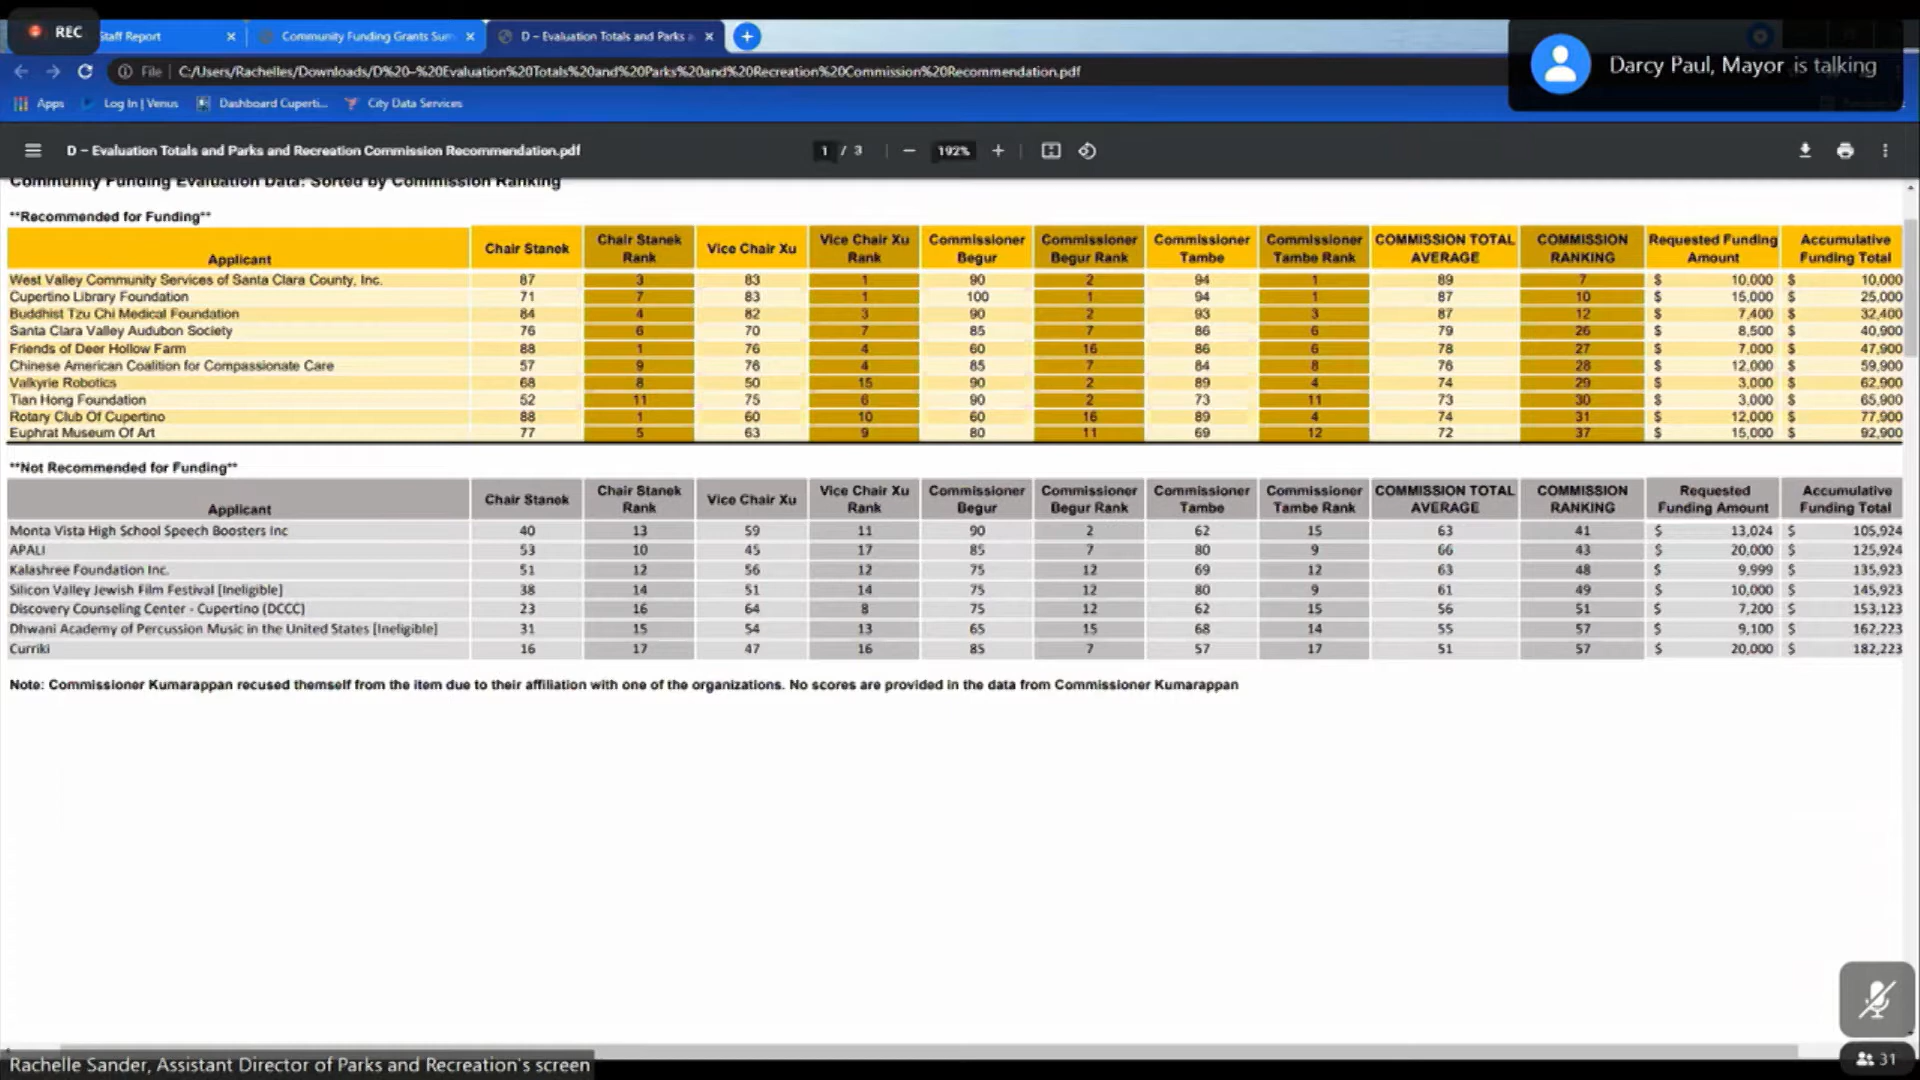 REC
Staff Report
Community Funding Grants Sum
D – Evaluation Totals and Parks a
Darcy Paul, Mayor is talking
File C:/Users/Rachelles/Downloads/D%20-%20Evaluation%20Totals%20and%20Parks%20and%20Recreation%20Commission%20Recommendation.pdf
Apps Log In | Venus Dashboard Cuperti... City Data Services
D – Evaluation Totals and Parks and Recreation Commission Recommendation.pdf 1 / 3 192%
Community Funding Evaluation Data: Sorted by Commission Ranking
**Recommended for Funding**
Applicant Chair Stanek Chair Stanek Rank Vice Chair Xu Vice Chair Xu Rank Commissioner Begur Commissioner Begur Rank Commissioner Tambe Commissioner Tambe Rank COMMISSION TOTAL AVERAGE COMMISSION RANKING Requested Funding Amount Accumulative Funding Total
West Valley Community Services of Santa Clara County, Inc. 87 3 83 1 90 2 94 1 89 7 $ 10,000 $ 10,000
Cupertino Library Foundation 71 7 83 1 100 1 94 1 87 10 $ 15,000 $ 25,000
Buddhist Tzu Chi Medical Foundation 84 4 82 3 90 2 93 3 87 12 $ 7,400 $ 32,400
Santa Clara Valley Audubon Society 76 6 70 7 85 7 86 6 79 26 $ 8,500 $ 40,900
Friends of Deer Hollow Farm 88 1 76 4 60 16 86 6 78 27 $ 7,000 $ 47,900
Chinese American Coalition for Compassionate Care 57 9 76 4 85 7 84 8 76 28 $ 12,000 $ 59,900
Valkyrie Robotics 68 8 50 15 90 2 89 4 74 29 $ 3,000 $ 62,900
Tian Hong Foundation 52 11 75 6 90 2 73 11 73 30 $ 3,000 $ 65,900
Rotary Club Of Cupertino 88 1 60 10 60 16 89 4 74 31 $ 12,000 $ 77,900
Euphrat Museum Of Art 77 5 63 9 80 11 69 12 72 37 $ 15,000 $ 92,900
**Not Recommended for Funding**
Applicant Chair Stanek Chair Stanek Rank Vice Chair Xu Vice Chair Xu Rank Commissioner Begur Commissioner Begur Rank Commissioner Tambe Commissioner Tambe Rank COMMISSION TOTAL AVERAGE COMMISSION RANKING Requested Funding Amount Accumulative Funding Total
Monta Vista High School Speech Boosters Inc 40 13 59 11 90 2 62 15 63 41 $ 13,024 $ 105,924
APALI 53 10 45 17 85 7 80 9 66 43 $ 20,000 $ 125,924
Kalashree Foundation Inc. 51 12 56 12 75 12 69 12 63 48 $ 9,999 $ 135,923
Silicon Valley Jewish Film Festival [Ineligible] 38 14 51 14 75 12 80 9 61 49 $ 10,000 $ 145,923
Discovery Counseling Center - Cupertino (DCCC) 23 16 64 8 75 12 62 15 56 51 $ 7,200 $ 153,123
Dhwani Academy of Percussion Music in the United States [Ineligible] 31 15 54 13 65 15 68 14 55 57 $ 9,100 $ 162,223
Curriki 16 17 47 16 85 7 57 17 51 57 $ 20,000 $ 182,223
Note: Commissioner Kumarappan recused themself from the item due to their affiliation with one of the organizations. No scores are provided in the data from Commissioner Kumarappan
Rachelle Sander, Assistant Director of Parks and Recreation's screen
31